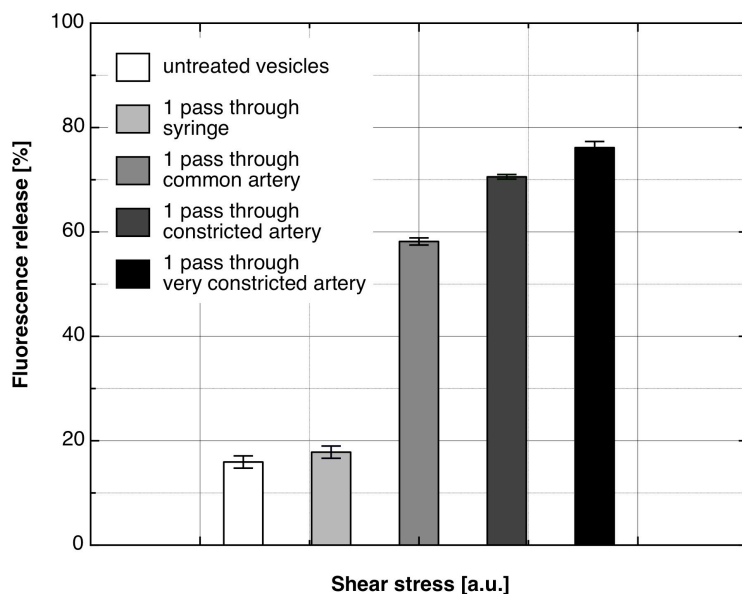 100
80
60
40
20
0
Fluorescence release [%]
untreated vesicles
1 pass through
syringe
1 pass through
common artery
1 pass through
constricted artery
1 pass through
very constricted artery
Shear stress [a.u.]